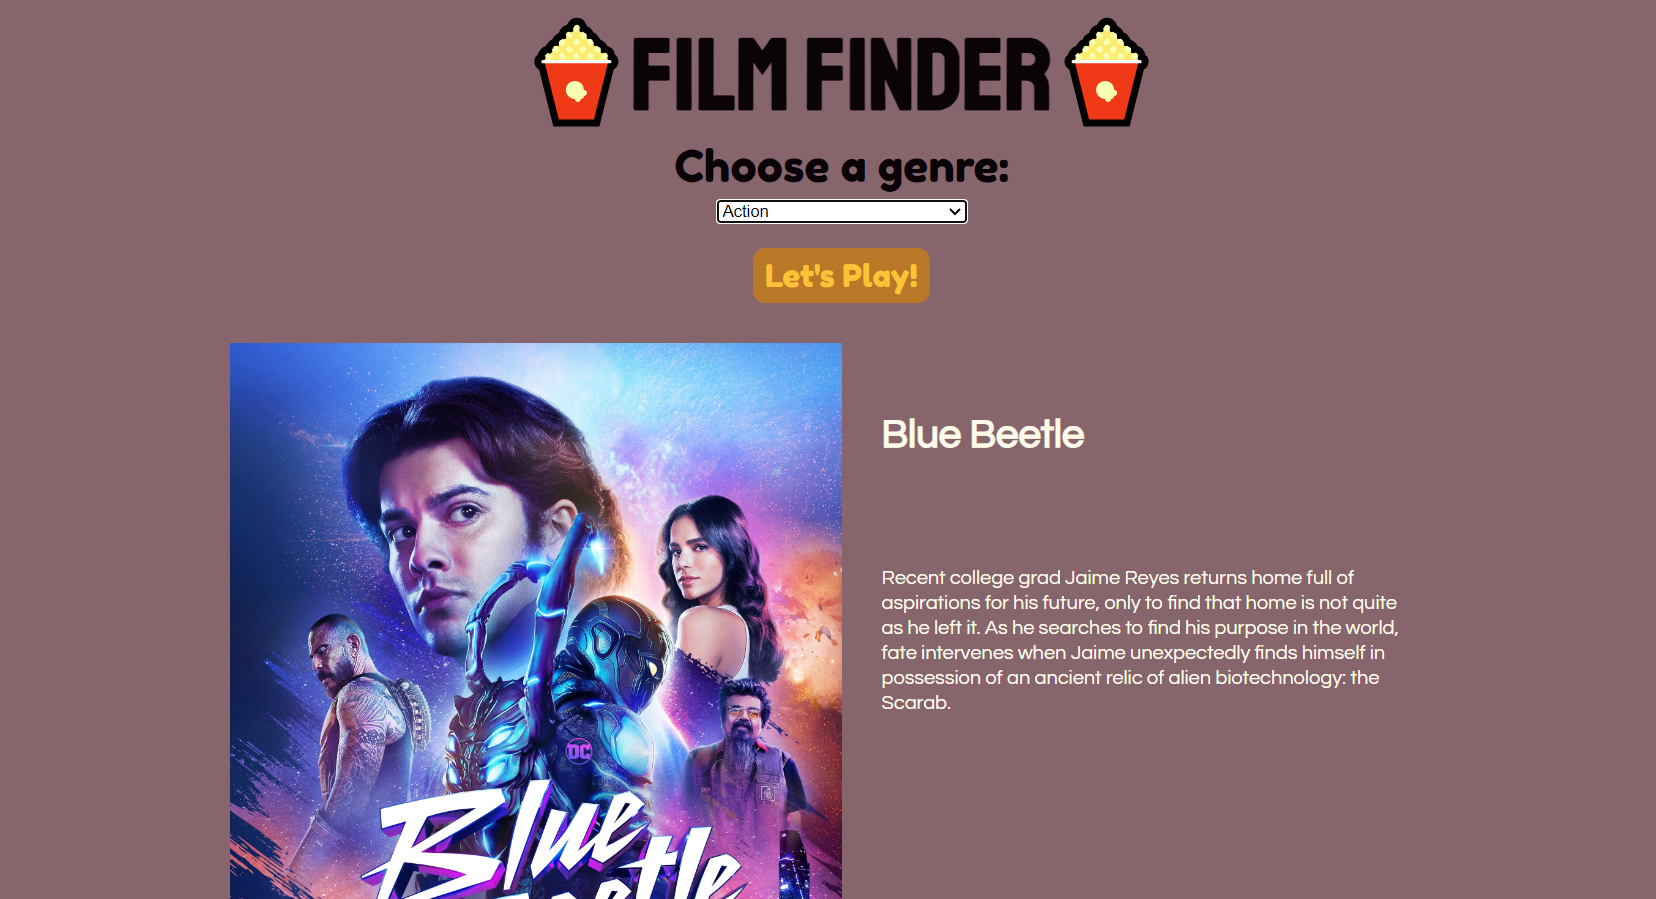 FILM FINDER
Choose a genre:
Action
Let's Play!
Blue Beetle
Recent college grad Jaime Reyes returns home full of
aspirations for his future, only to find that home is not quite
as he left it. As he searches to find his purpose in the world,
fate intervenes when Jaime unexpectedly finds himself in
possession of an ancient relic of alien biotechnology: the
Scarab.
DC
Blue
Beetle